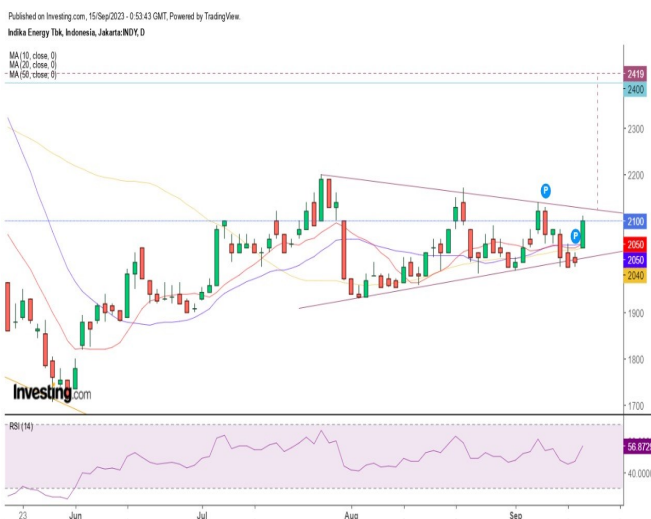 Published on Investing.com, 15/Sep/2023 - 0:53:43 GMT, Powered by TradingView.
Indika Energy Tbk, Indonesia, Jakarta:INDY, D
MA (10, close, 0)
MA (20, close, 0)
MA (50, close, 0)
2419
2400
2300
2200
P
2100
P
2050
2050
2040
1900
1800
1700
Investing.com
RSI (14)
56.8725
40.0000
23
Jun
Jul
Aug
Sep